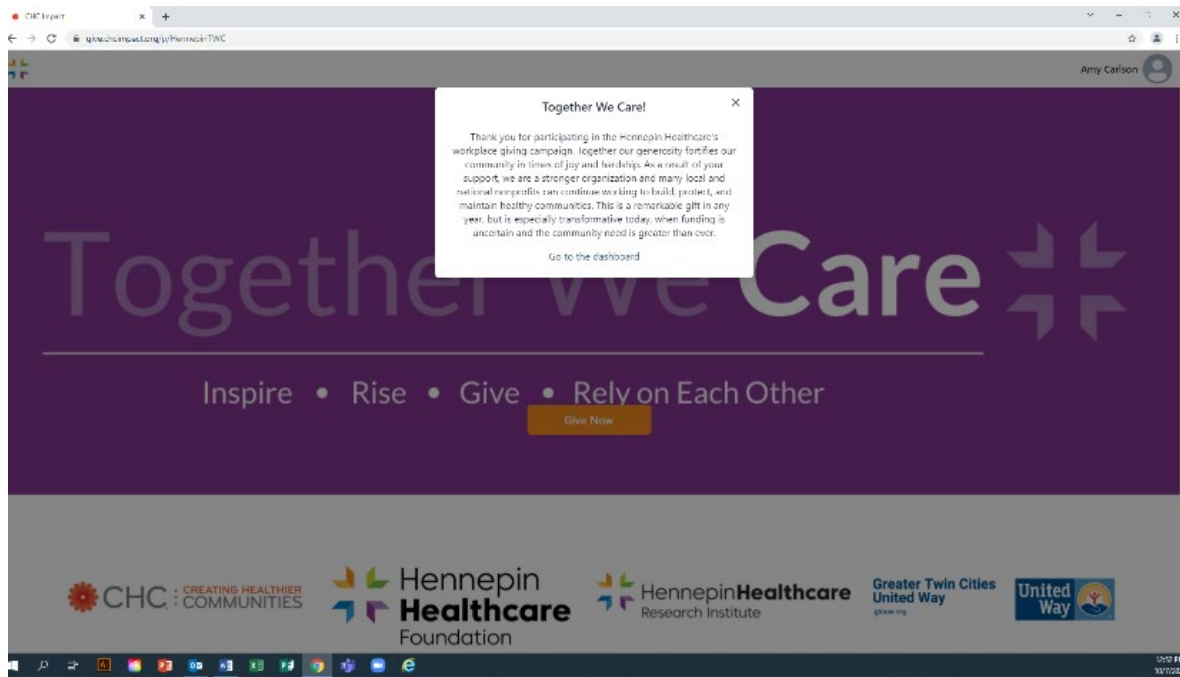 CHC Impact
give.chcimpact.org/p/HennepinTWC
Amy Carlson
Together We Care!
Thank you for participating in the Hennepin Healthcare's
workplace giving campaign. Together our generosity fortifies our
community in times of joy and hardship. As a result of your
support, we are a stronger organization and many local and
national nonprofits can continue working to build, protect, and
maintain healthy communities. This is a remarkable gift in any
year, but is especially transformative today, when funding is
uncertain and the community need is greater than ever.
Go to the dashboard
Together We Care
Inspire • Rise • Give • Rely on Each Other
Give Now
CHC: CREATING HEALTHIER
COMMUNITIES
Hennepin
Healthcare
Foundation
HennepinHealthcare
Research Institute
Greater Twin Cities
United Way
United
Way